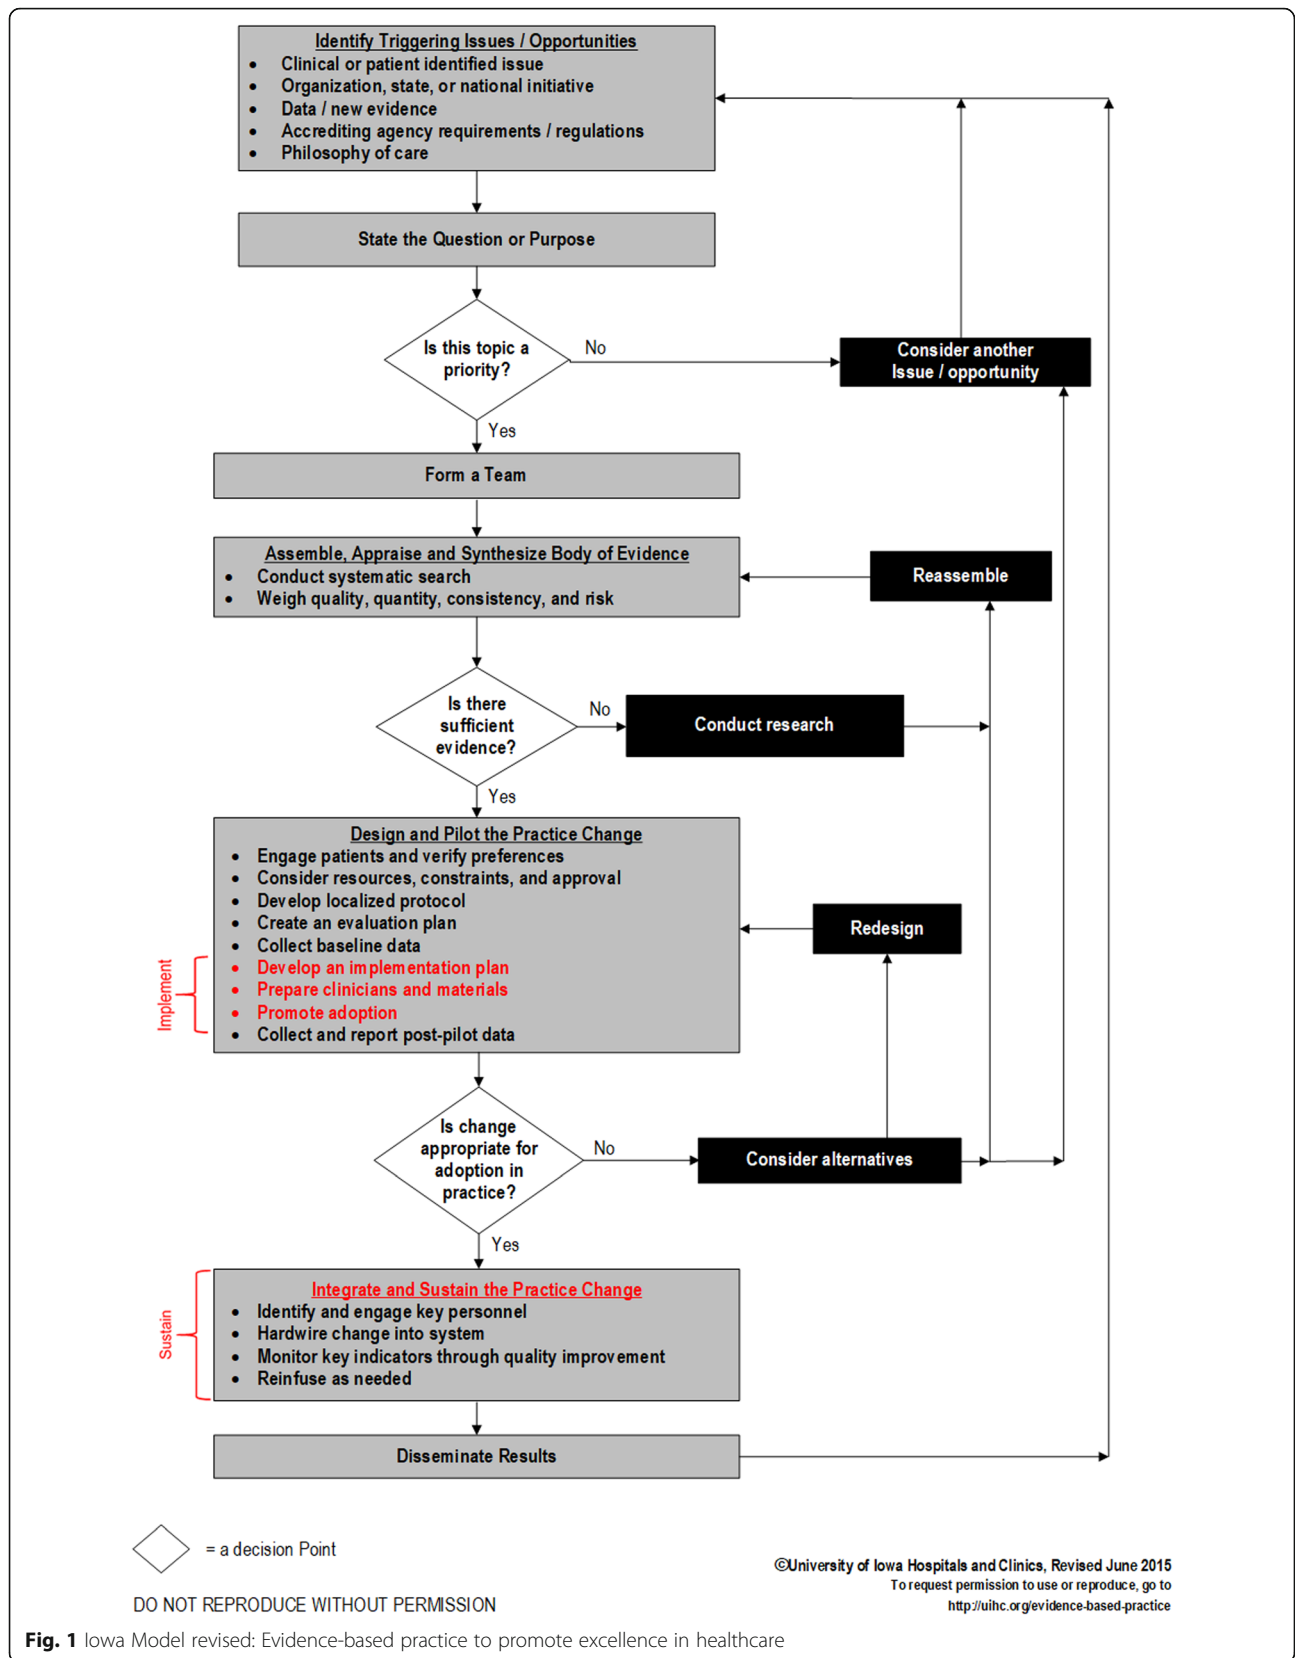 Identify Triggering Issues / Opportunities
• Clinical or patient identified issue
• Organization, state, or national initiative
• Data / new evidence
• Accrediting agency requirements / regulations
• Philosophy of care
State the Question or Purpose
Is this topic a
priority?
No
Consider another
Issue / opportunity
Yes
Form a Team
Assemble, Appraise and Synthesize Body of Evidence
• Conduct systematic search
• Weigh quality, quantity, consistency, and risk
Reassemble
Is there
sufficient
evidence?
No
Conduct research
Yes
Design and Pilot the Practice Change
• Engage patients and verify preferences
• Consider resources, constraints, and approval
• Develop localized protocol
• Create an evaluation plan
• Collect baseline data
• Develop an implementation plan
• Prepare clinicians and materials
• Promote adoption
• Collect and report post-pilot data
Implement
Redesign
Is change
appropriate for
adoption in
practice?
No
Consider alternatives
Yes
Integrate and Sustain the Practice Change
• Identify and engage key personnel
• Hardwire change into system
• Monitor key indicators through quality improvement
• Reinfuse as needed
Sustain
Disseminate Results
= a decision Point
©University of Iowa Hospitals and Clinics, Revised June 2015
To request permission to use or reproduce, go to
http://uihc.org/evidence-based-practice
DO NOT REPRODUCE WITHOUT PERMISSION
Fig. 1 Iowa Model revised: Evidence-based practice to promote excellence in healthcare